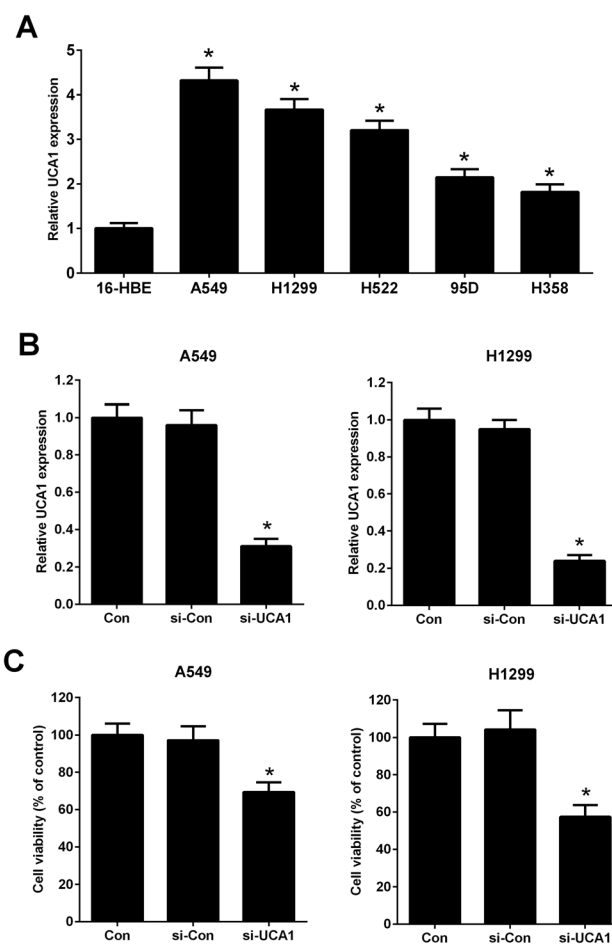 A
Relative UCA1 expression
5
4
3
2
1
0
* * * * *
16-HBE A549 H1299 H522 95D H358
B
A549
Relative UCA1 expression
1.2
1.0
0.8
0.6
0.4
0.2
0.0
*
Con si-Con si-UCA1
H1299
Relative UCA1 expression
1.2
1.0
0.8
0.6
0.4
0.2
0.0
*
Con si-Con si-UCA1
C
A549
Cell viability (% of control)
120
100
80
60
40
20
0
*
Con si-Con si-UCA1
H1299
Cell viability (% of control)
120
100
80
60
40
20
0
*
Con si-Con si-UCA1